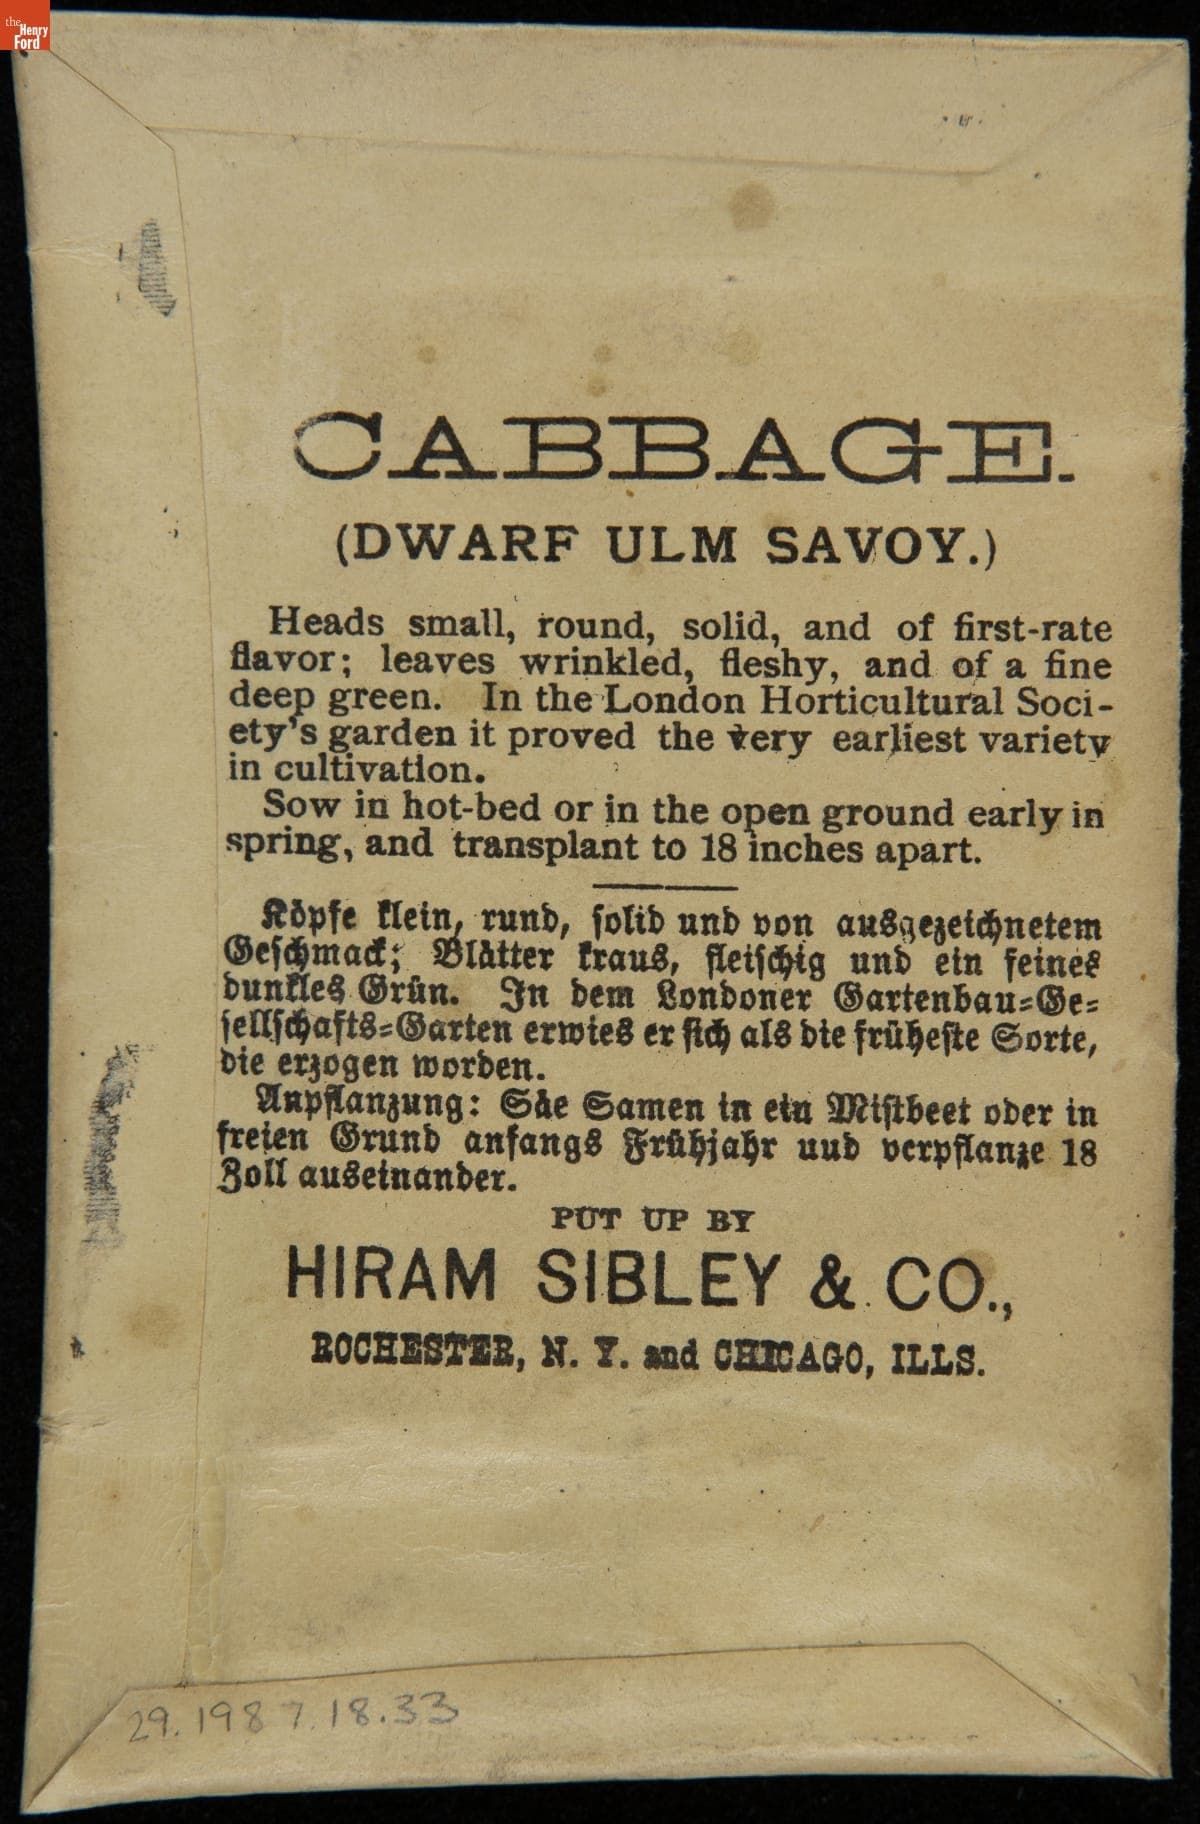 the
Henry
Ford
CABBAGE.
(DWARF ULM SAVOY.)
Heads small, round, solid, and of first-rate
flavor; leaves wrinkled, fleshy, and of a fine
deep green. In the London Horticultural Soci-
ety's garden it proved the very earliest variety
in cultivation.
Sow in hot-bed or in the open ground early in
spring, and transplant to 18 inches apart.
Köpfe klein, rund, solid und von ausgezeichnetem
Geschmack; Blätter kraus, fleischig und ein feines
dunkles Grün. In dem Londoner Gartenbau=Ge=
sellschafts=Garten erwies er sich als die früheste Sorte,
die erzogen worden.
Anpflanzung: Säe Samen in ein Mistbeet oder in
freien Grund anfangs Frühjahr uud verpflanze 18
Zoll auseinander.
PUT UP BY
HIRAM SIBLEY & CO.,
ROCHESTER, N. Y. and CHICAGO, ILLS.
29.1987.18.33